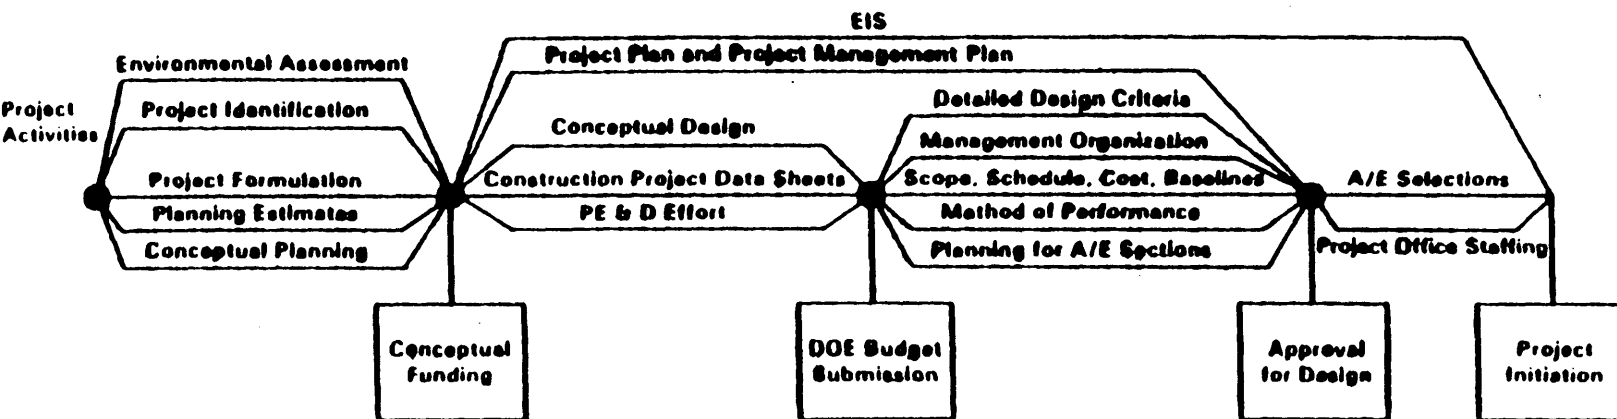 EIS
Project Plan and Project Management Plan
Environmental Assessment
Project
Activities
Project Identification
Project Formulation
Planning Estimates
Conceptual Planning
Conceptual Design
Construction Project Data Sheets
PE & D Effort
Detailed Design Criteria
Management Organization
Scope, Schedule, Cost, Baselines
Method of Performance
Planning for A/E Sections
A/E Selections
Project Office Staffing
Conceptual
Funding
DOE Budget
Submission
Approval
for Design
Project
Initiation